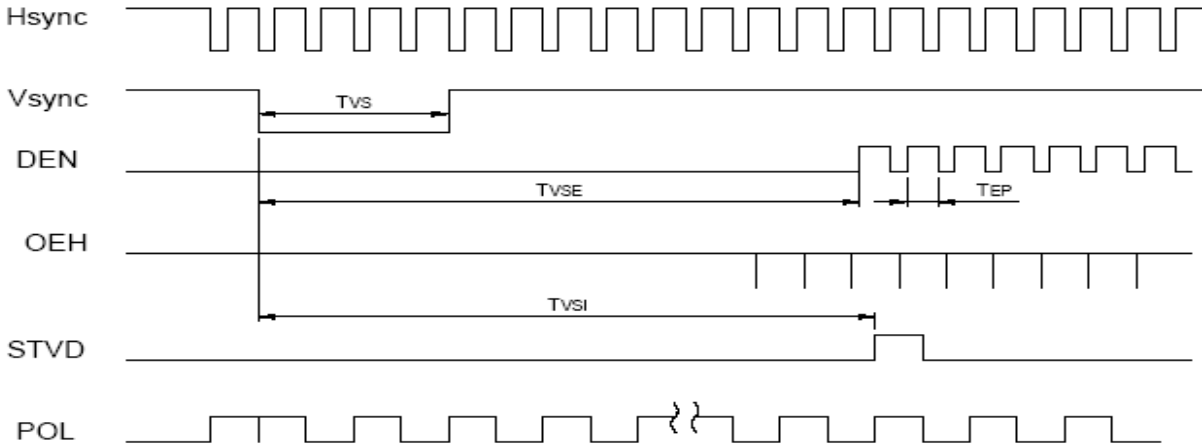 Hsync
Vsync
TVS
DEN
TVSE
TEP
OEH
TVSI
STVD
POL